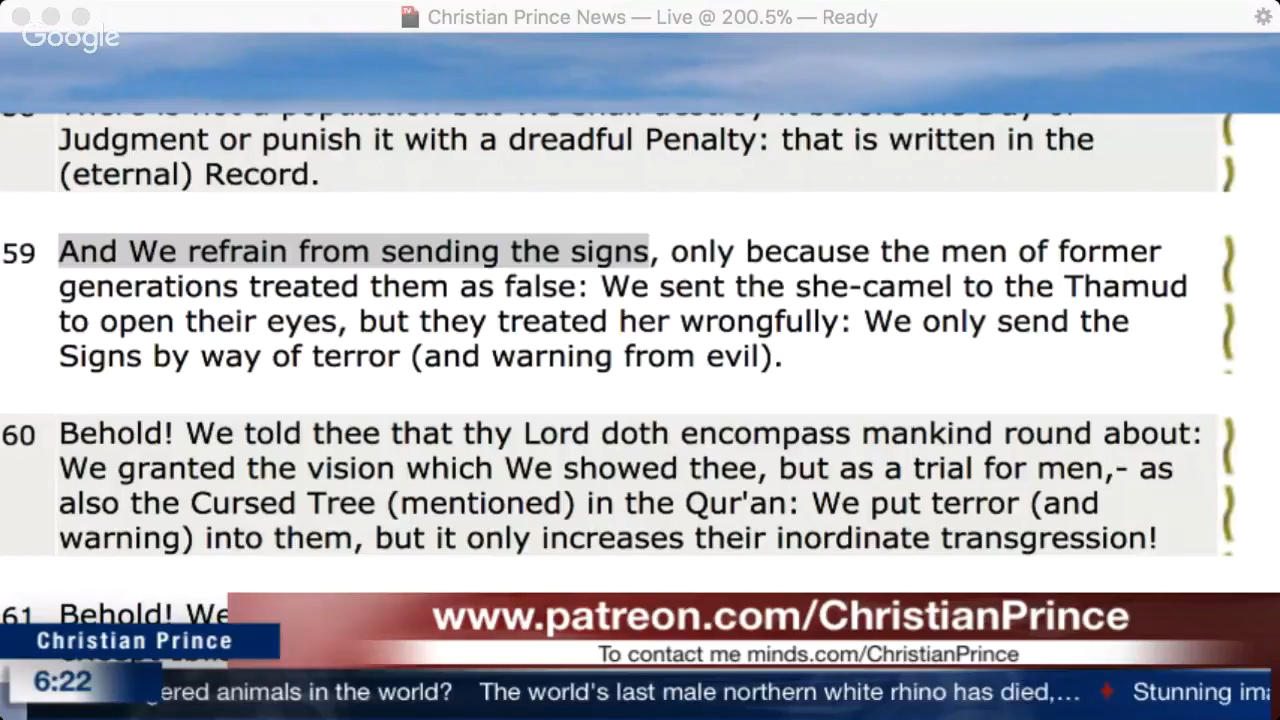 Christian Prince News — Live @ 200.5% — Ready
Google
Judgment or punish it with a dreadful Penalty: that is written in the
(eternal) Record.
59 And We refrain from sending the signs, only because the men of former
generations treated them as false: We sent the she-camel to the Thamud
to open their eyes, but they treated her wrongfully: We only send the
Signs by way of terror (and warning from evil).
60 Behold! We told thee that thy Lord doth encompass mankind round about:
We granted the vision which We showed thee, but as a trial for men,- as
also the Cursed Tree (mentioned) in the Qur'an: We put terror (and
warning) into them, but it only increases their inordinate transgression!
61 Behold! We
www.patreon.com/ChristianPrince
Christian Prince
To contact me minds.com/ChristianPrince
6:22
gered animals in the world? The world's last male northern white rhino has died,... Stunning ima